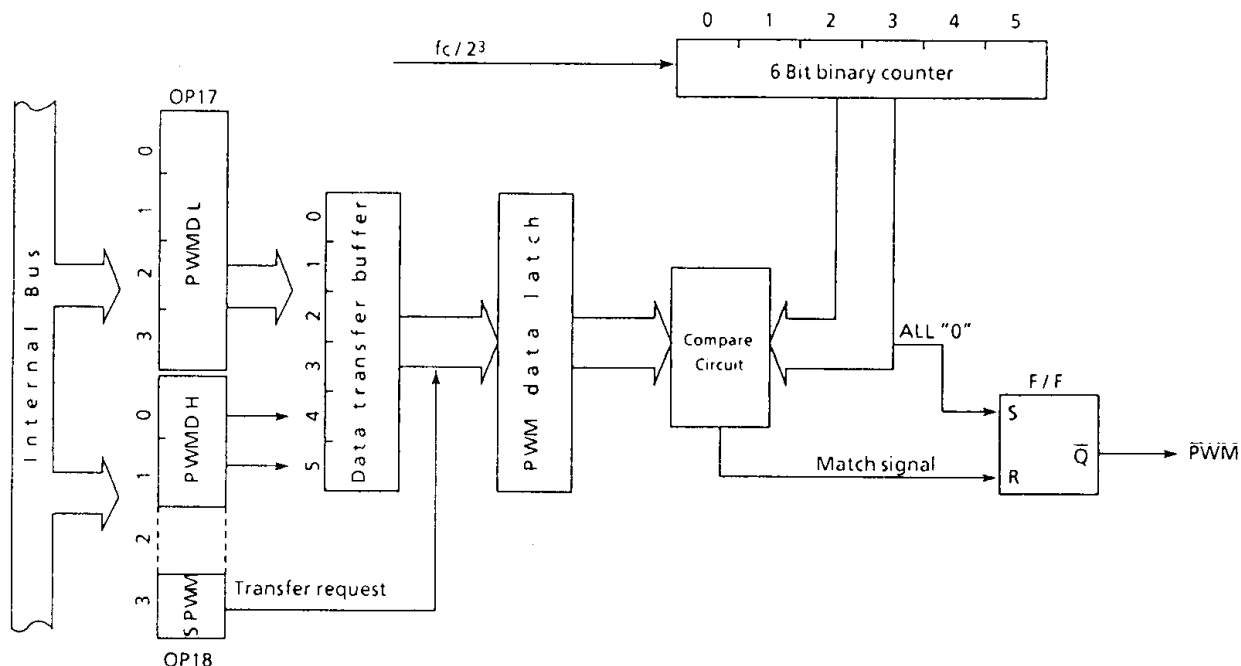 0 1 2 3 4 5
fc / 2³
6 Bit binary counter
OP17
Internal Bus
0 1 2 3
PWMDL
0 1 2 3 4 5
Data transfer buffer
PWM data latch
Compare
Circuit
ALL "0"
F / F
S
R
Q̅
P̅W̅M̅
Match signal
0 1
PWMDH
2
3
SPWM
Transfer request
OP18